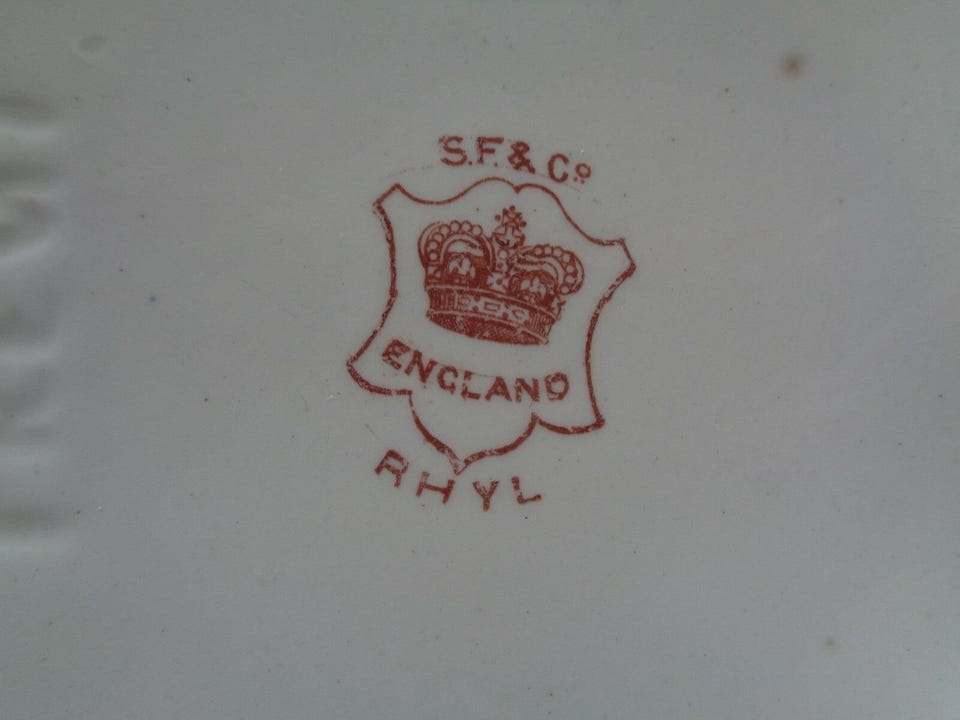 S.F. & Co
ENGLAND
RHYL